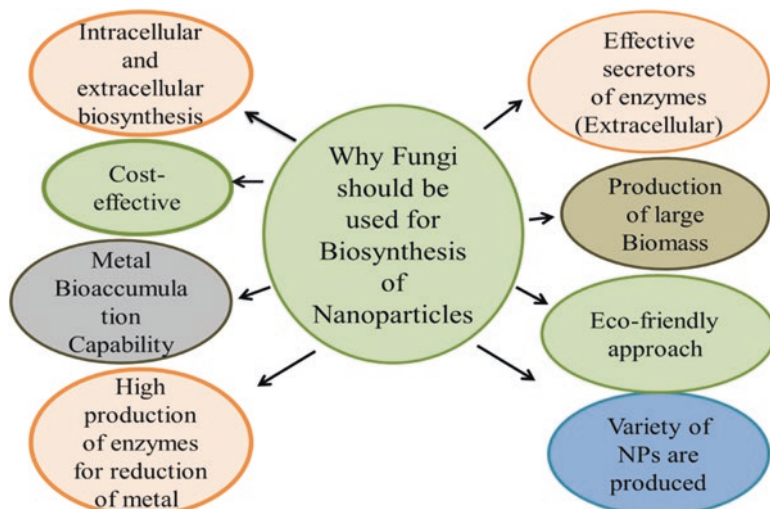 Intracellular
and
extracellular
biosynthesis
Cost-
effective
Metal
Bioaccumula
tion
Capability
High
production
of enzymes
for reduction
of metal
Why Fungi
should be
used for
Biosynthesis
of
Nanoparticles
Effective
secretors
of enzymes
(Extracellular)
Production
of large
Biomass
Eco-friendly
approach
Variety of
NPs are
produced